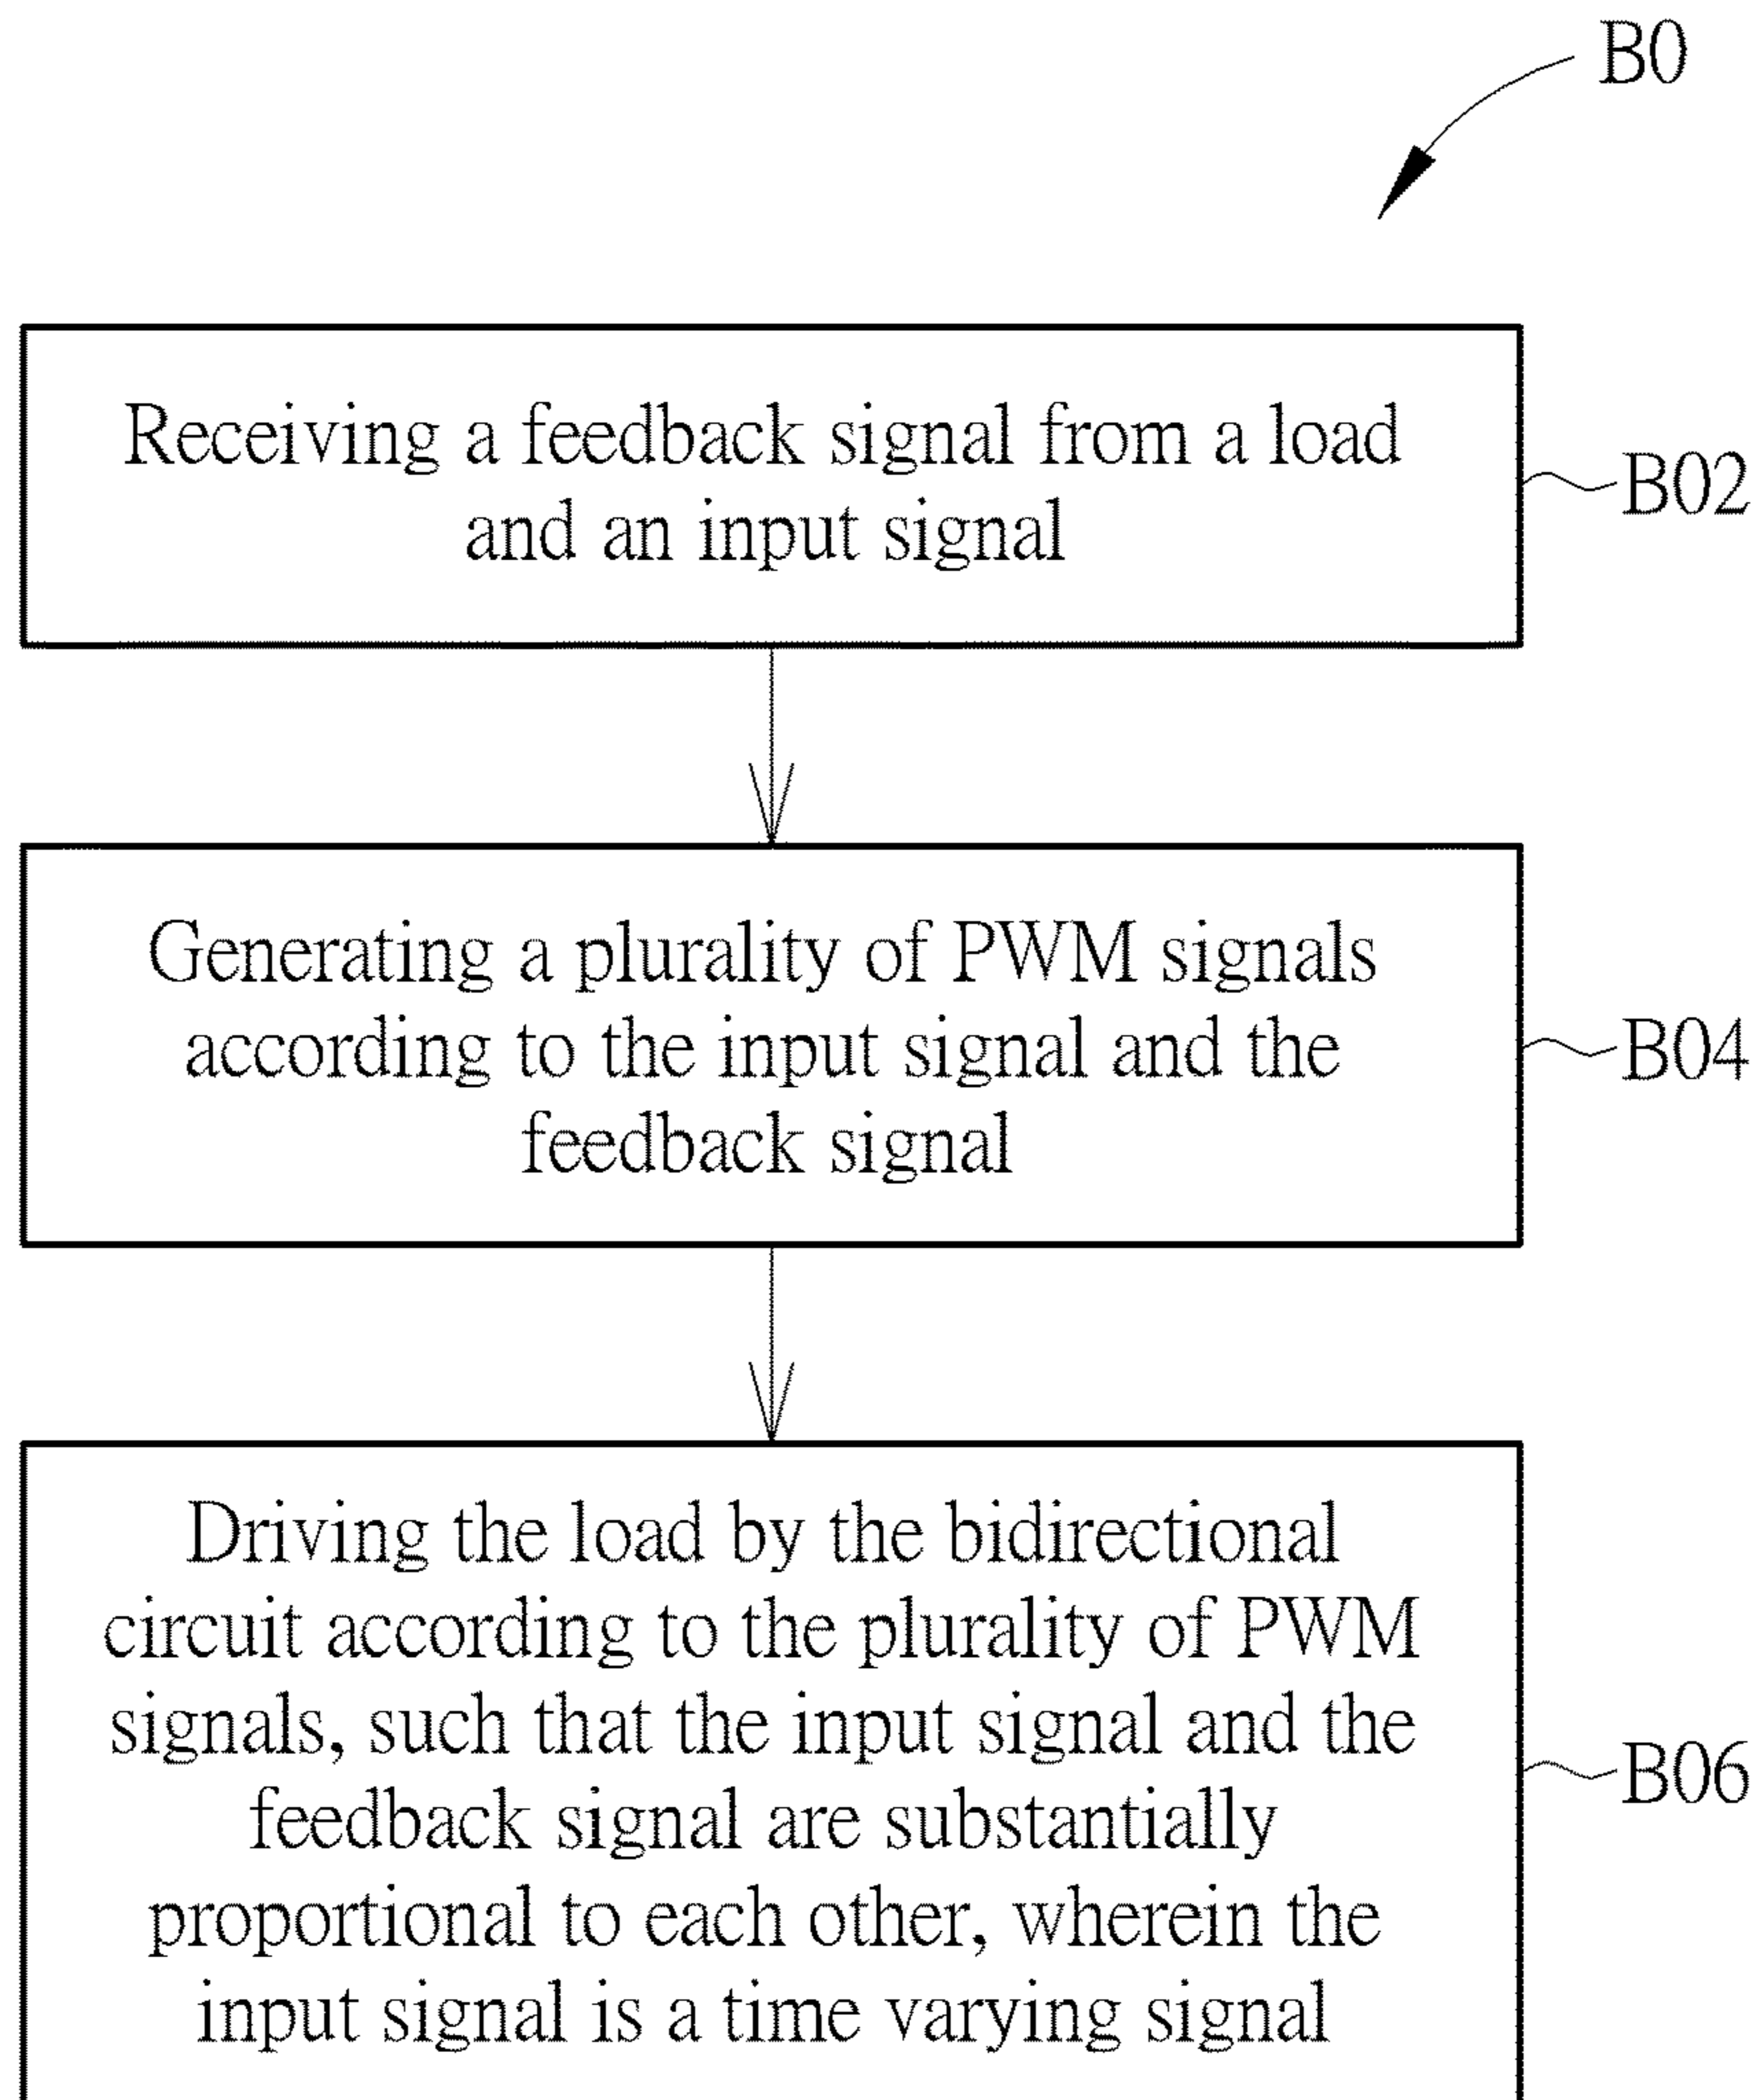 B0
Receiving a feedback signal from a load
and an input signal
B02
Generating a plurality of PWM signals
according to the input signal and the
feedback signal
B04
Driving the load by the bidirectional
circuit according to the plurality of PWM
signals, such that the input signal and the
feedback signal are substantially
proportional to each other, wherein the
input signal is a time varying signal
B06